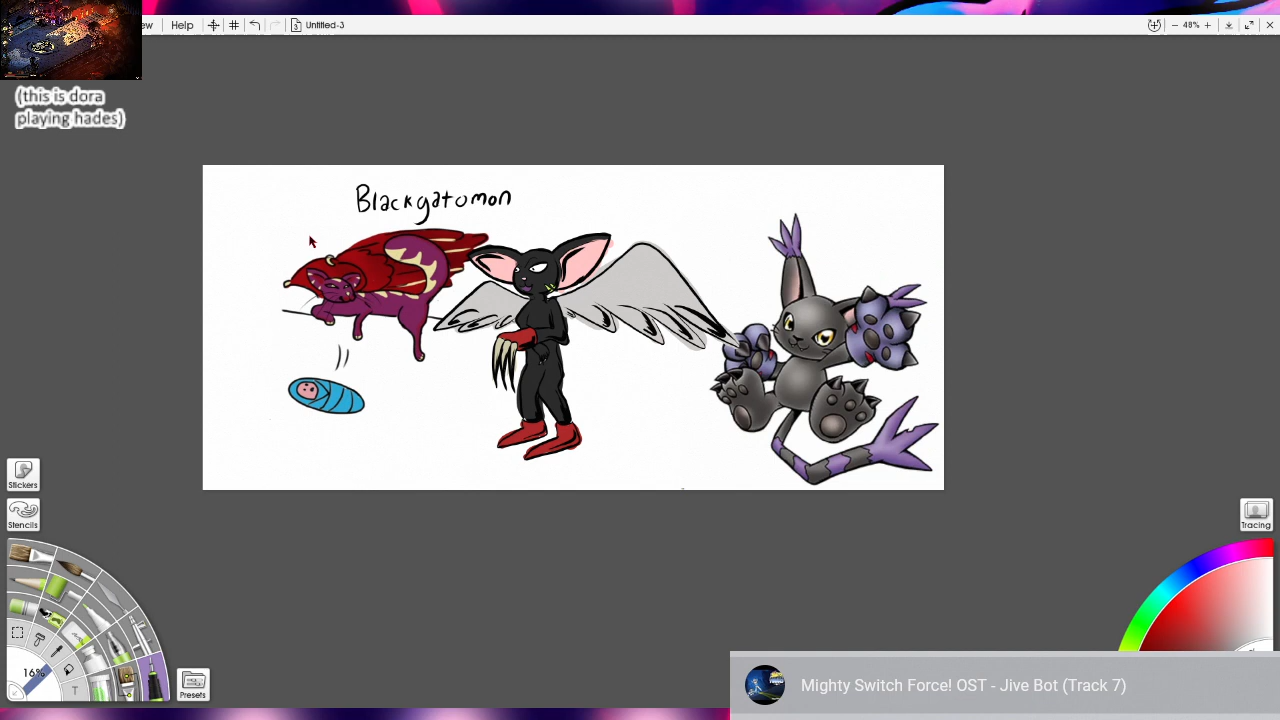 ew Help Untitled-3 48%
(this is dora
playing hades)
Blackgatomon
Stickers
Stencils
Tracing
16%
T
Presets
Mighty Switch Force! OST - Jive Bot (Track 7)